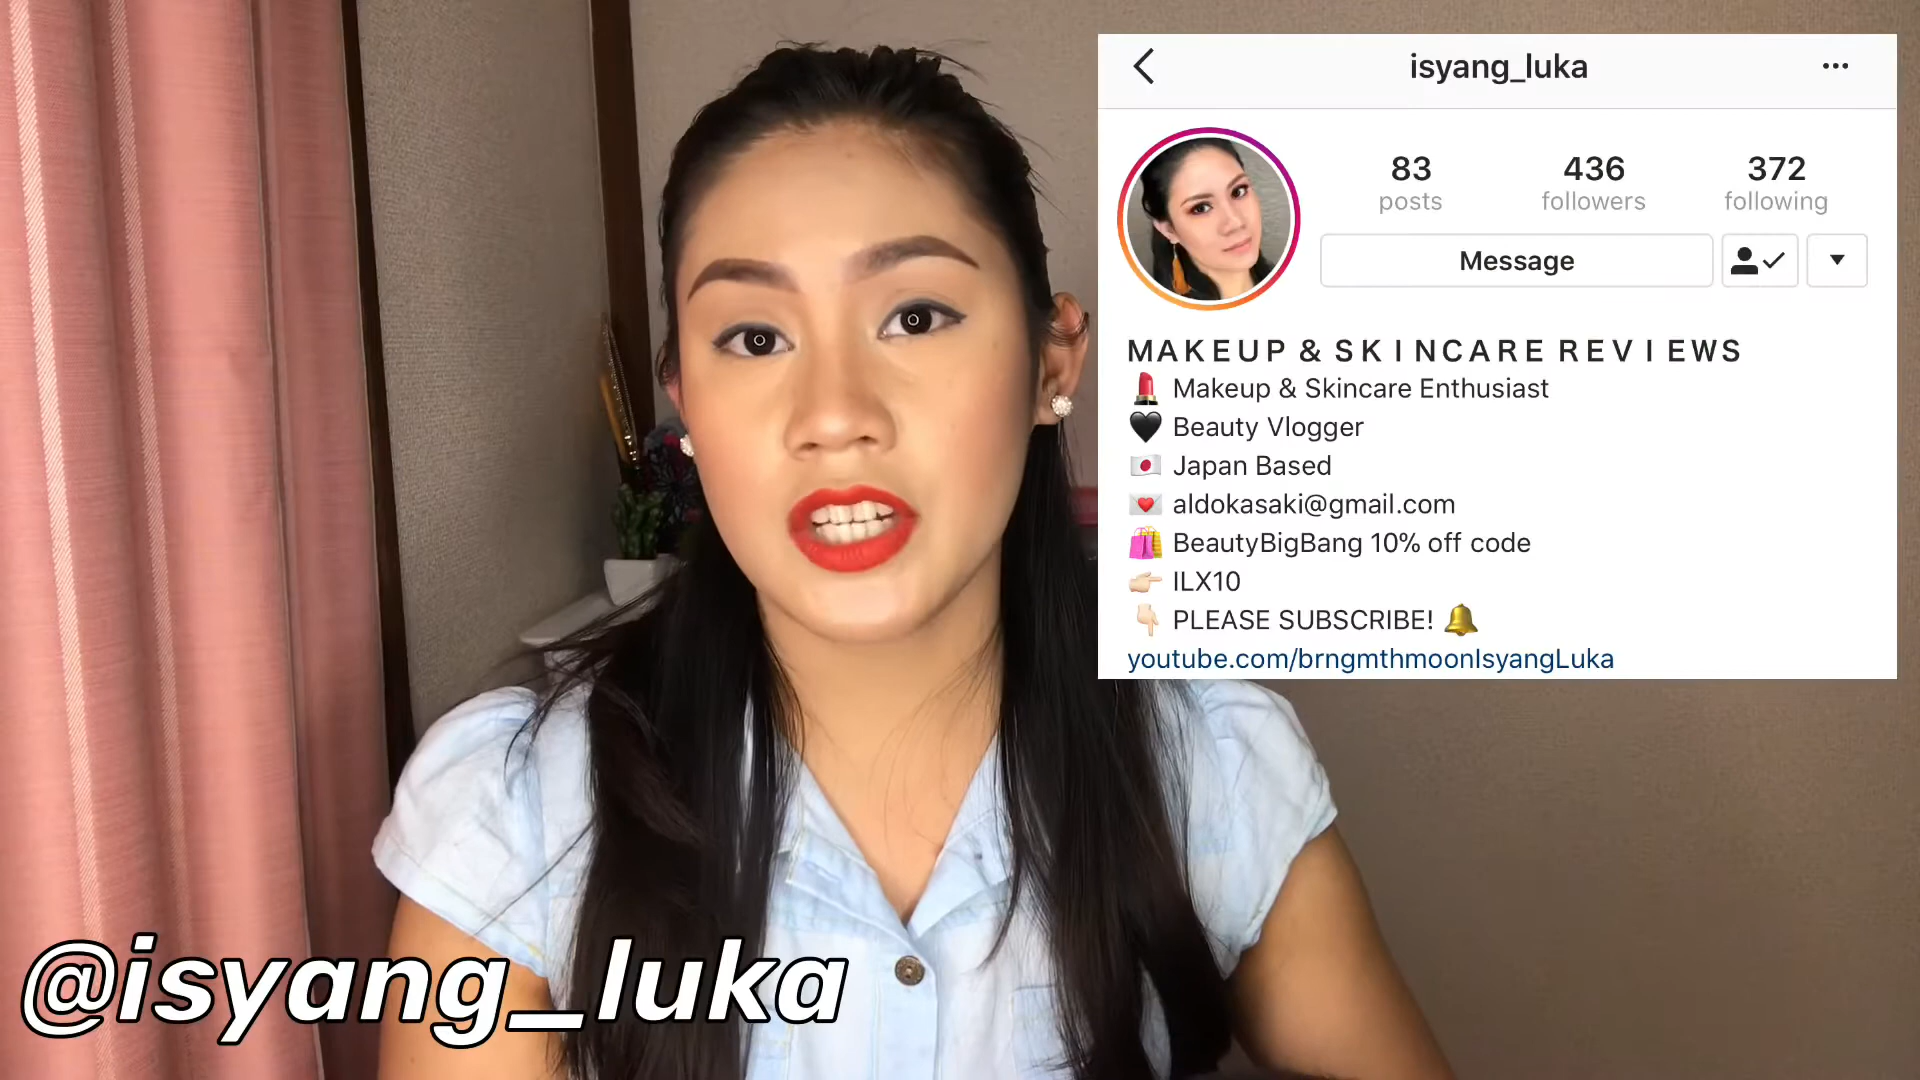 isyang_luka
83 436 372
posts followers following
Message
MAKEUP & SKINCARE REVIEWS
Makeup & Skincare Enthusiast
Beauty Vlogger
Japan Based
aldokasaki@gmail.com
BeautyBigBang 10% off code
ILX10
PLEASE SUBSCRIBE!
youtube.com/brngmthmoonIsyangLuka
@isyang_luka